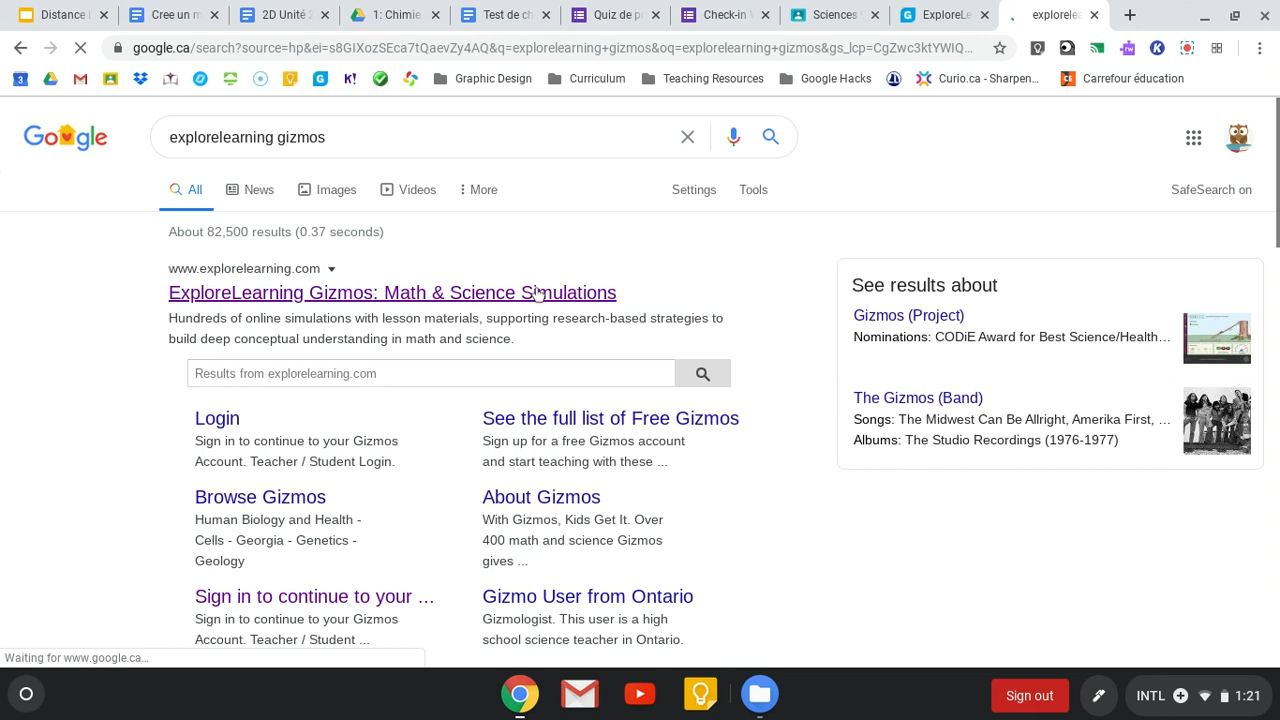 Distance L
Cree un m
2D Unité 2
1: Chimie
Test de ch
Quiz de p
Check-in
Sciences
ExploreLe
explorelea
google.ca/search?source=hp&ei=s8GIXozSEca7tQaevZy4AQ&q=explorelearning+gizmos&oq=explorelearning+gizmos&gs_lcp=CgZwc3ktYWIQ...
Graphic Design
Curriculum
Teaching Resources
Google Hacks
Curio.ca - Sharpen...
Carrefour éducation
Google
explorelearning gizmos
All
News
Images
Videos
More
Settings
Tools
SafeSearch on
About 82,500 results (0.37 seconds)
www.explorelearning.com
ExploreLearning Gizmos: Math & Science Simulations
Hundreds of online simulations with lesson materials, supporting research-based strategies to
build deep conceptual understanding in math and science.
Results from explorelearning.com
Login
Sign in to continue to your Gizmos
Account. Teacher / Student Login.
See the full list of Free Gizmos
Sign up for a free Gizmos account
and start teaching with these ...
Browse Gizmos
Human Biology and Health -
Cells - Georgia - Genetics -
Geology
About Gizmos
With Gizmos, Kids Get It. Over
400 math and science Gizmos
gives ...
Sign in to continue to your ...
Sign in to continue to your Gizmos
Account. Teacher / Student ...
Gizmo User from Ontario
Gizmologist. This user is a high
school science teacher in Ontario.
See results about
Gizmos (Project)
Nominations: CODiE Award for Best Science/Health...
The Gizmos (Band)
Songs: The Midwest Can Be Allright, Amerika First, ...
Albums: The Studio Recordings (1976-1977)
Waiting for www.google.ca...
Sign out
INTL
1:21